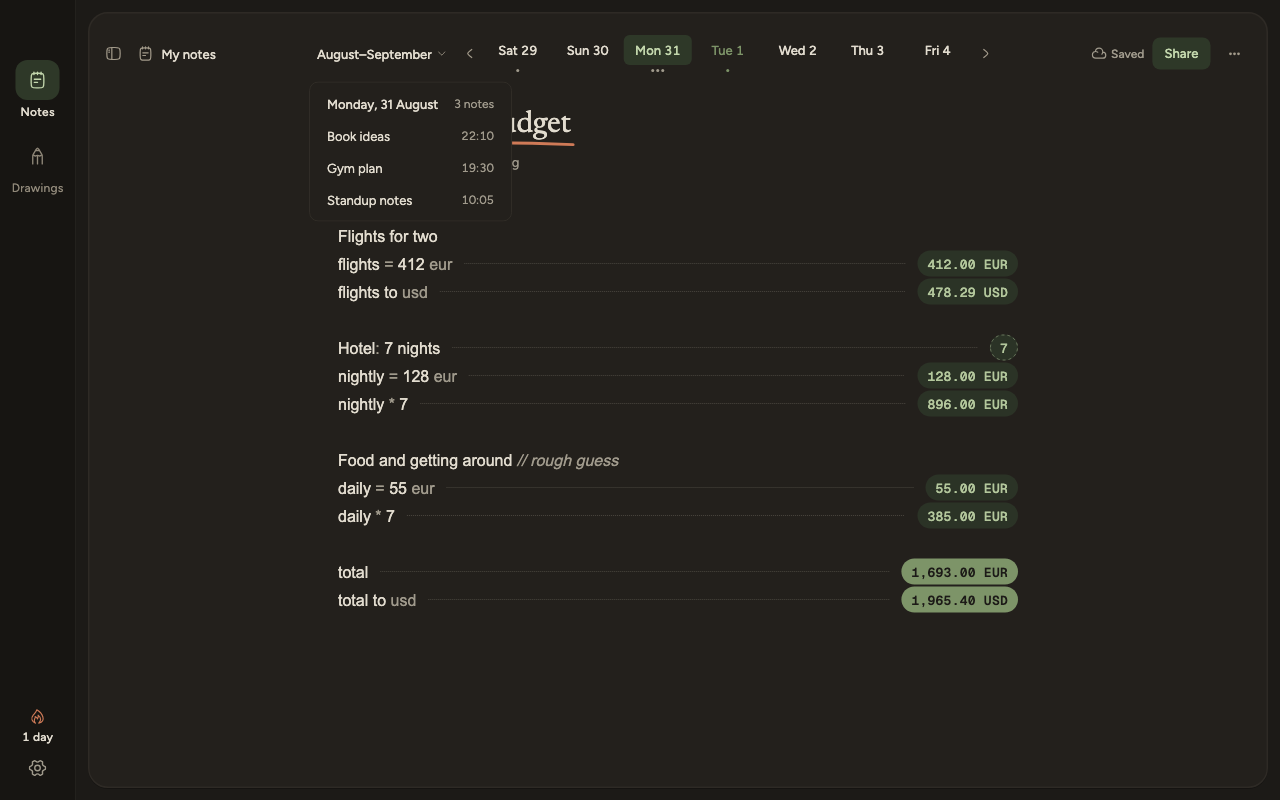 My notes
August–September
Sat 29
Sun 30
Mon 31
Tue 1
Wed 2
Thu 3
Fri 4
Saved
Share
Notes
Drawings
Monday, 31 August 3 notes
Book ideas 22:10
Gym plan 19:30
Standup notes 10:05
Flights for two
flights = 412 eur 412.00 EUR
flights to usd 478.29 USD
Hotel: 7 nights 7
nightly = 128 eur 128.00 EUR
nightly * 7 896.00 EUR
Food and getting around // rough guess
daily = 55 eur 55.00 EUR
daily * 7 385.00 EUR
total 1,693.00 EUR
total to usd 1,965.40 USD
1 day